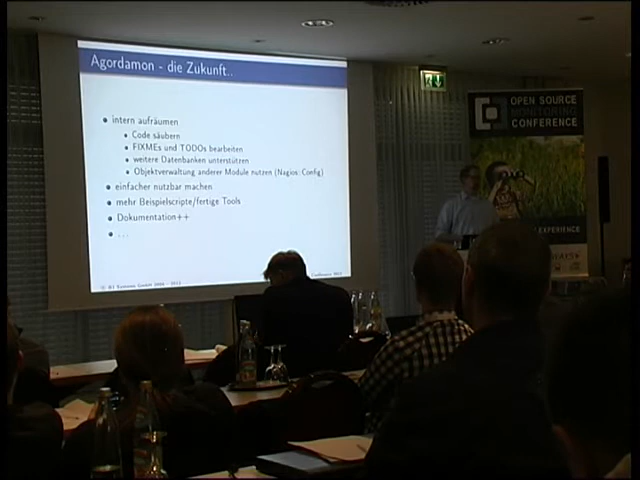 Agordamon - die Zukunft...
intern aufräumen
Code säubern
FIXMEs und TODOs bearbeiten
weitere Datenbanken unterstützen
Objektverwaltung anderer Module nutzen (Nagios::Config)
einfacher nutzbar machen
mehr Beispielscripte/fertige Tools
Dokumentation++
...
OPEN SOURCE
MONITORING
CONFERENCE
EXPERIENCE